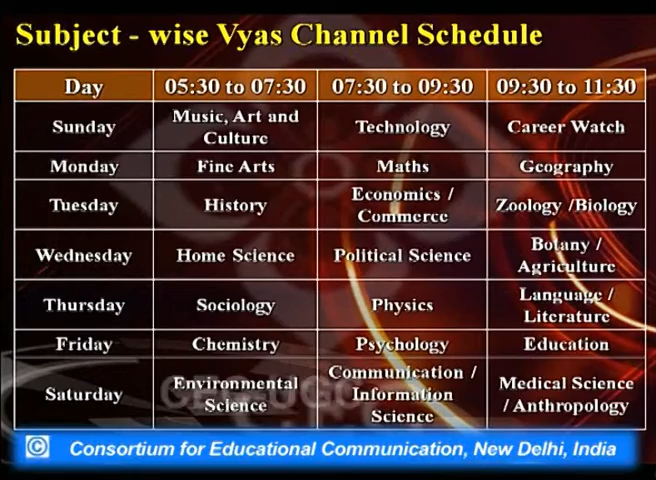 Subject - wise Vyas Channel Schedule
Day 05:30 to 07:30 07:30 to 09:30 09:30 to 11:30
Sunday Music, Art and Culture Technology Career Watch
Monday Fine Arts Maths Geography
Tuesday History Economics / Commerce Zoology /Biology
Wednesday Home Science Political Science Botany / Agriculture
Thursday Sociology Physics Language / Literature
Friday Chemistry Psychology Education
Saturday Environmental Science Communication / Information Science Medical Science / Anthropology
© Consortium for Educational Communication, New Delhi, India